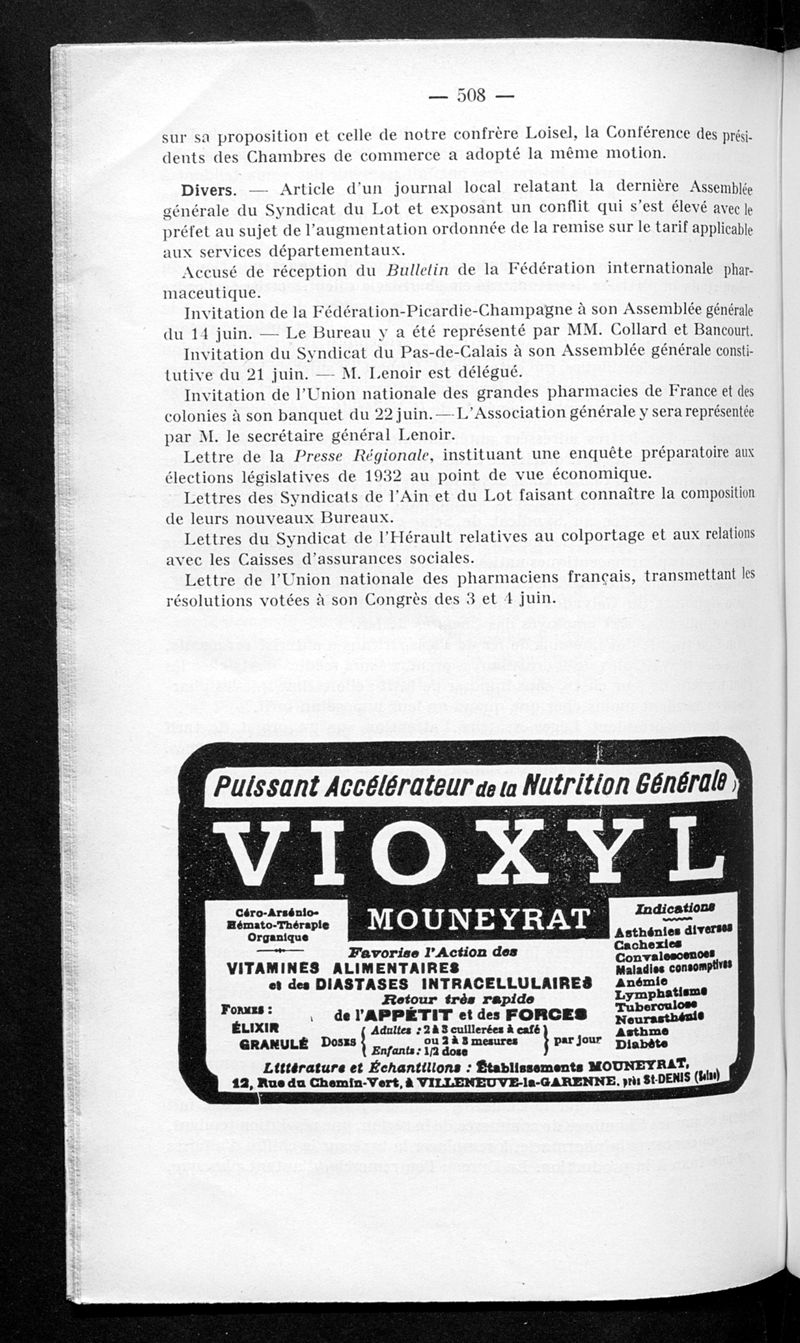 — 508 —
sur sa proposition et celle de notre confrère Loisel, la Conférence des prési-
dents des Chambres de commerce a adopté la même motion.
Divers. — Article d'un journal local relatant la dernière Assemblée
générale du Syndicat du Lot et exposant un conflit qui s'est élevé avec le
préfet au sujet de l'augmentation ordonnée de la remise sur le tarif applicable
aux services départementaux.
Accusé de réception du Bulletin de la Fédération internationale phar-
maceutique.
Invitation de la Fédération-Picardie-Champagne à son Assemblée générale
du 14 juin. — Le Bureau y a été représenté par MM. Collard et Bancourt.
Invitation du Syndicat du Pas-de-Calais à son Assemblée générale consti-
tutive du 21 juin. — M. Lenoir est délégué.
Invitation de l'Union nationale des grandes pharmacies de France et des
colonies à son banquet du 22 juin. — L'Association générale y sera représentée
par M. le secrétaire général Lenoir.
Lettre de la Presse Régionale, instituant une enquête préparatoire aux
élections législatives de 1932 au point de vue économique.
Lettres des Syndicats de l'Ain et du Lot faisant connaître la composition
de leurs nouveaux Bureaux.
Lettres du Syndicat de l'Hérault relatives au colportage et aux relations
avec les Caisses d'assurances sociales.
Lettre de l'Union nationale des pharmaciens français, transmettant les
résolutions votées à son Congrès des 3 et 4 juin.
Puissant Accélérateur de la Nutrition Générale
VIOXYL
MOUNEYRAT
Céro-Arsénio-
Hémato-Thérapie
Organique
Favorise l'Action des
VITAMINES ALIMENTAIRES
et des DIASTASES INTRACELLULAIRES
Retour très rapide
de l'APPÉTIT et des FORCES
FORMES :
ÉLIXIR
GRANULÉ
DOSES { Adultes : 2 à 3 cuillerées à café
ou 2 à 3 mesures
Enfants : 1/2 dose } par Jour
Indications
Asthénies diverses
Cachexies
Convalescences
Maladies consomptives
Anémie
Lymphatisme
Tuberculose
Neurasthénie
Asthme
Diabète
Littérature et Échantillons : Établissements MOUNEYRAT,
12, Rue du Chemin-Vert, à VILLENEUVE-la-GARENNE, près St-DENIS (Seine)